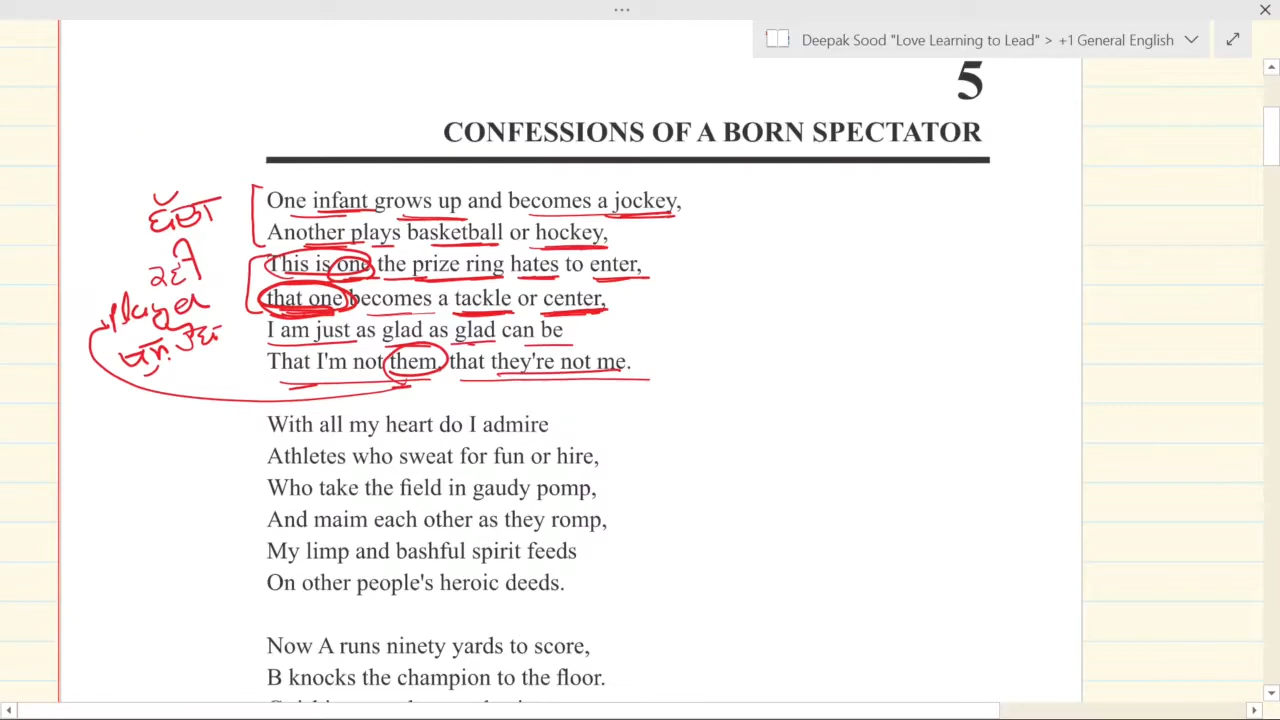 Deepak Sood "Love Learning to Lead" > +1 General English
5
CONFESSIONS OF A BORN SPECTATOR
One infant grows up and becomes a jockey,
Another plays basketball or hockey,
This is one the prize ring hates to enter,
that one becomes a tackle or center,
I am just as glad as glad can be
That I'm not them, that they're not me.
player
With all my heart do I admire
Athletes who sweat for fun or hire,
Who take the field in gaudy pomp,
And maim each other as they romp,
My limp and bashful spirit feeds
On other people's heroic deeds.
Now A runs ninety yards to score,
B knocks the champion to the floor.